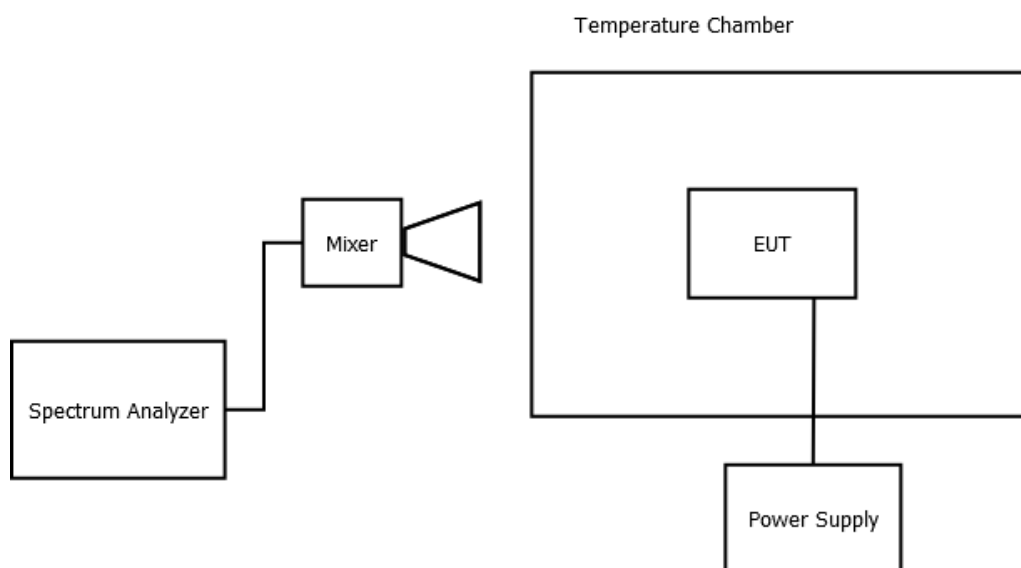 Temperature Chamber
Mixer
EUT
Spectrum Analyzer
Power Supply